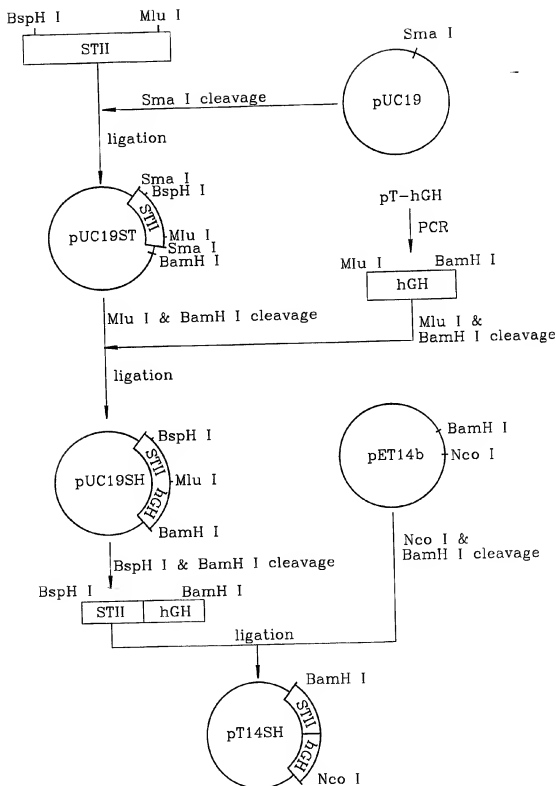 BspH I Mlu I
STII
Sma I
pUC19
Sma I cleavage
ligation
Sma I
BspH I
STII
pUC19ST
Mlu I
Sma I
BamH I
pT-hGH
PCR
Mlu I BamH I
hGH
Mlu I & BamH I cleavage
Mlu I &
BamH I cleavage
ligation
BspH I
STII
pUC19SH
Mlu I
hGH
BamH I
BamH I
pET14b
Nco I
BspH I & BamH I cleavage
Nco I &
BamH I cleavage
BspH I BamH I
STII hGH
ligation
BamH I
STII
pT14SH
hGH
Nco I